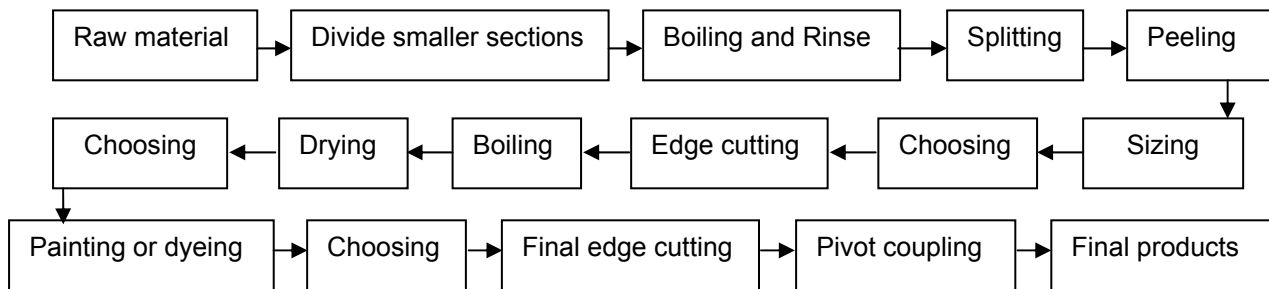 Raw material
Divide smaller sections
Boiling and Rinse
Splitting
Peeling
Sizing
Choosing
Edge cutting
Boiling
Drying
Choosing
Painting or dyeing
Choosing
Final edge cutting
Pivot coupling
Final products